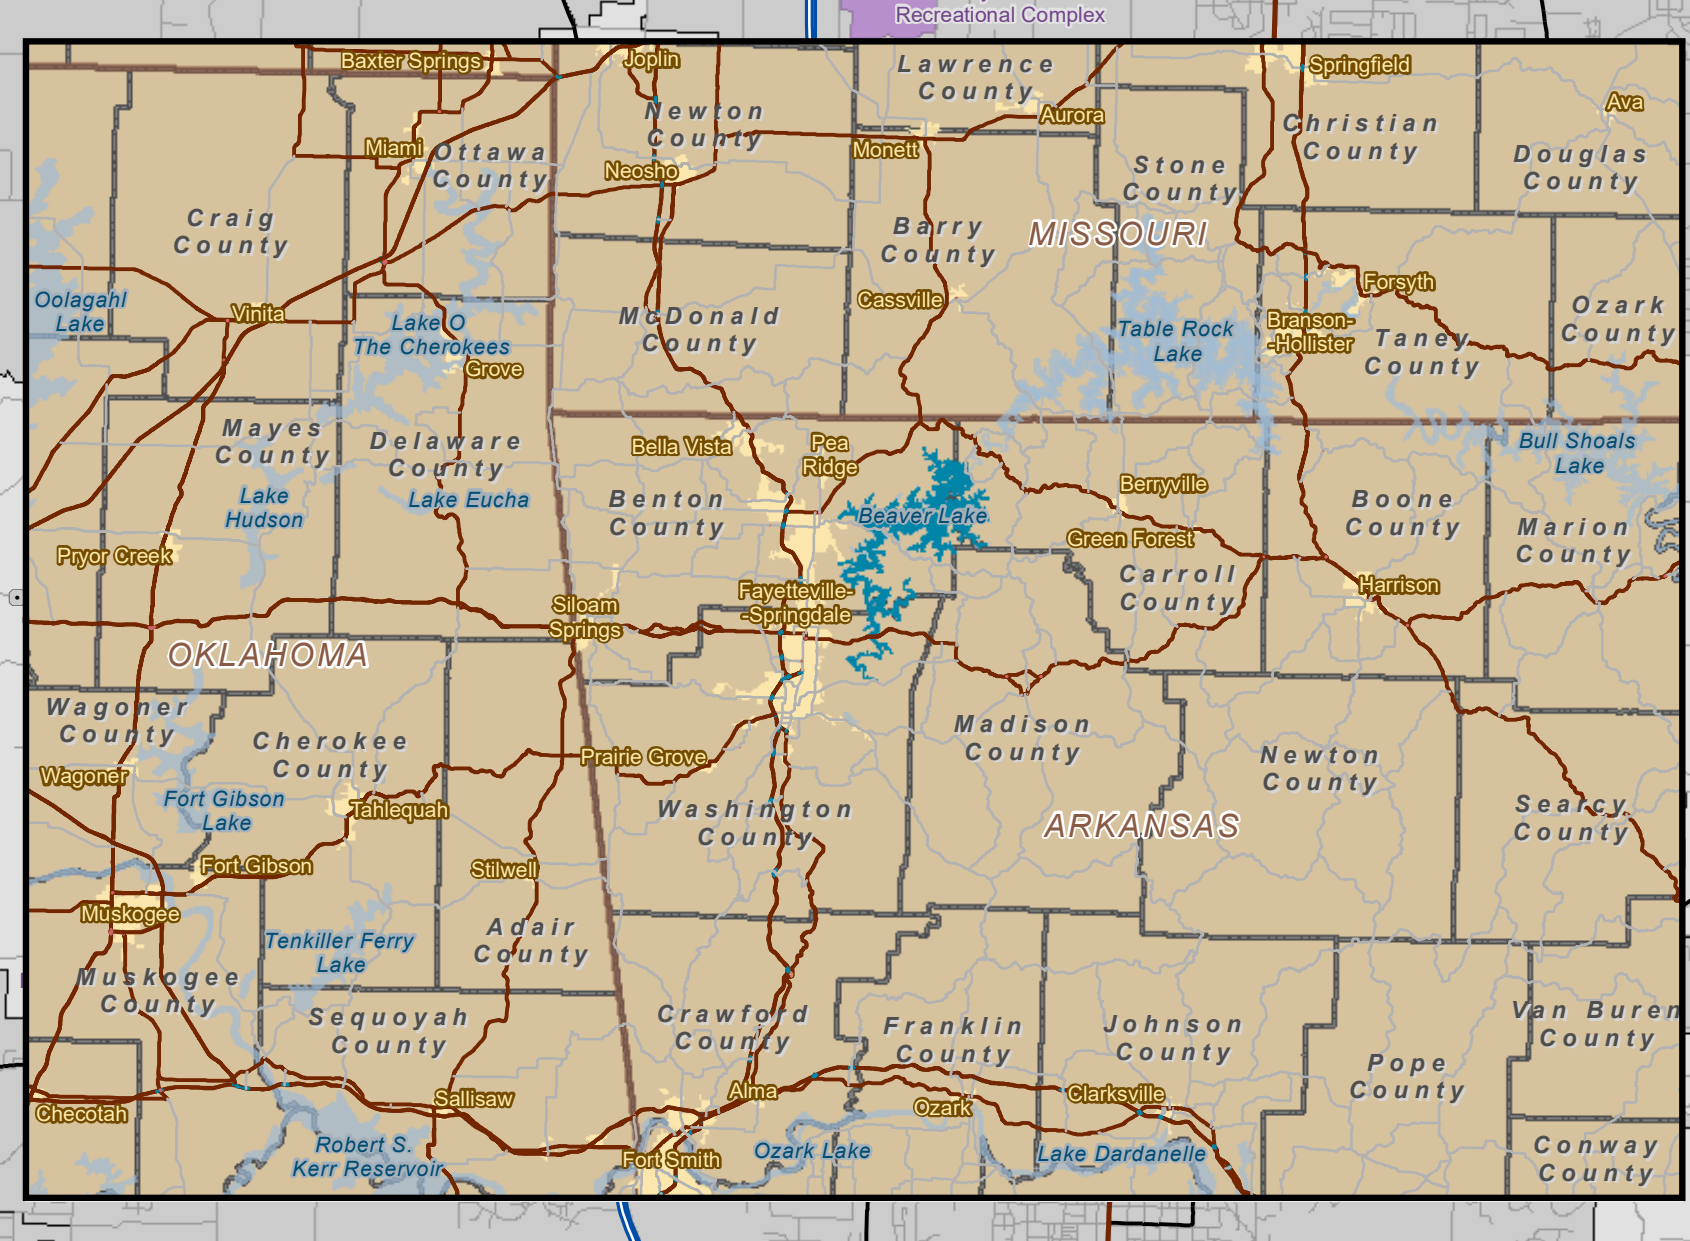 Recreational Complex
Baxter Springs
Joplin
Lawrence
County
Springfield
Newton
County
Aurora
Ava
Miami
Ottawa
County
Neosho
Monett
Christian
County
Stone
County
Douglas
County
Craig
County
Barry
County
MISSOURI
Oolagahl
Lake
Vinita
Lake O
The Cherokees
Grove
McDonald
County
Cassville
Table Rock
Lake
Forsyth
Branson-
-Hollister
Taney
County
Ozark
County
Mayes
County
Delaware
County
Bella Vista
Pea
Ridge
Bull Shoals
Lake
Lake
Hudson
Lake Eucha
Benton
County
Beaver Lake
Berryville
Boone
County
Marion
County
Pryor Creek
Green Forest
Carroll
County
Harrison
Siloam
Springs
Fayetteville-
-Springdale
OKLAHOMA
Wagoner
County
Cherokee
County
Prairie Grove
Madison
County
Newton
County
Wagoner
Fort Gibson
Lake
Tahlequah
Washington
County
ARKANSAS
Searcy
County
Fort Gibson
Stilwell
Muskogee
Adair
County
Tenkiller Ferry
Lake
Muskogee
County
Sequoyah
County
Crawford
County
Franklin
County
Johnson
County
Van Buren
County
Pope
County
Checotah
Sallisaw
Alma
Ozark
Clarksville
Robert S.
Kerr Reservoir
Fort Smith
Ozark Lake
Lake Dardanelle
Conway
County